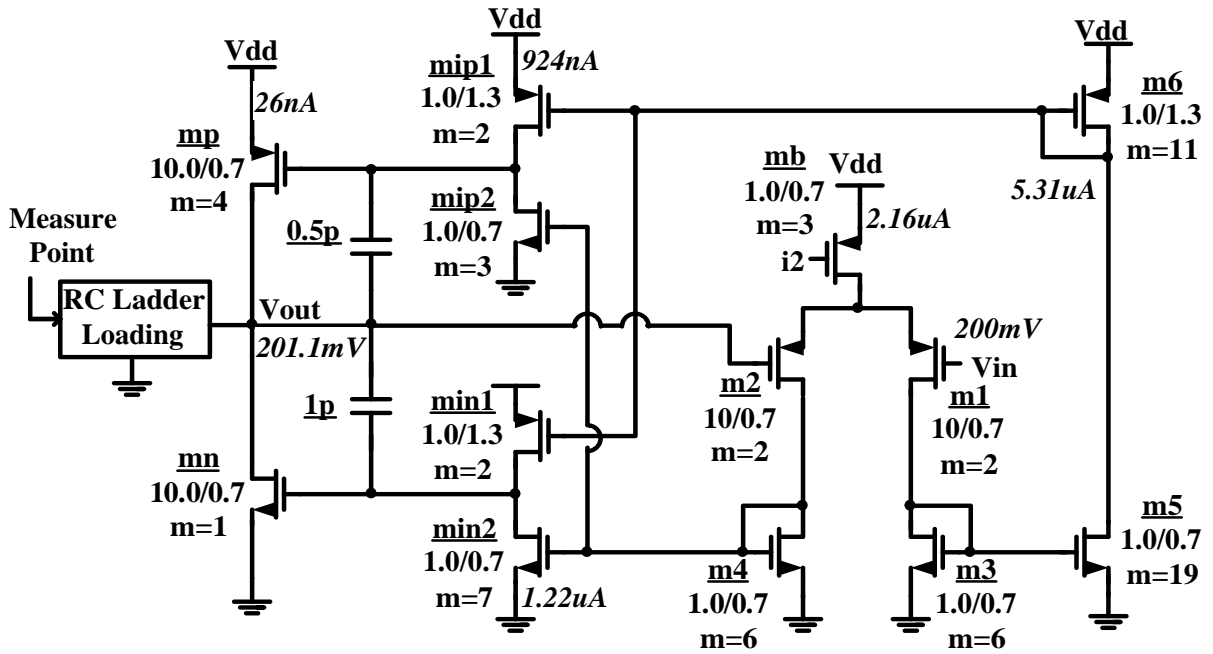 Vdd
26nA
mp
10.0/0.7
m=4
Measure
Point
RC Ladder
Loading
Vout
201.1mV
0.5p
1p
mn
10.0/0.7
m=1
Vdd
924nA
mip1
1.0/1.3
m=2
mip2
1.0/0.7
m=3
min1
1.0/1.3
m=2
min2
1.0/0.7
m=7
1.22uA
mb
1.0/0.7
m=3
Vdd
2.16uA
i2
m2
10/0.7
m=2
200mV
Vin
m1
10/0.7
m=2
m4
1.0/0.7
m=6
m3
1.0/0.7
m=6
Vdd
m6
1.0/1.3
m=11
5.31uA
m5
1.0/0.7
m=19